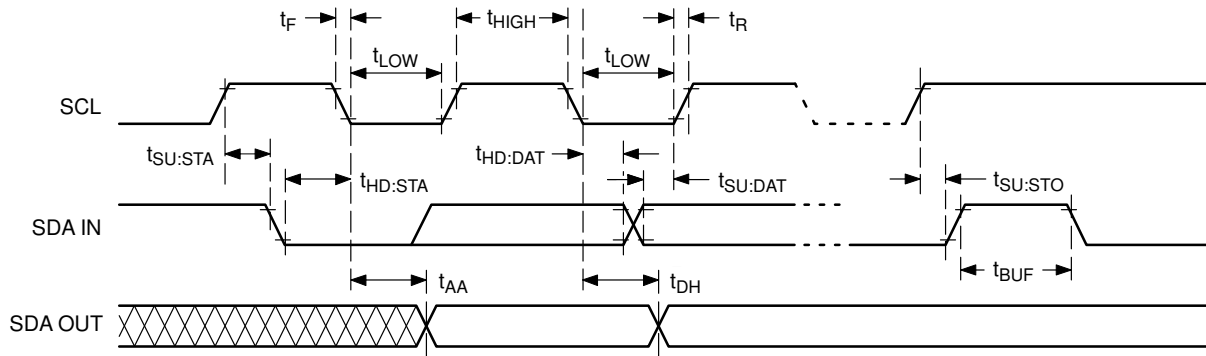 tF
tHIGH
tR
tLOW
tLOW
SCL
tSU:STA
tHD:DAT
tHD:STA
tSU:DAT
tSU:STO
SDA IN
tBUF
tAA
tDH
SDA OUT